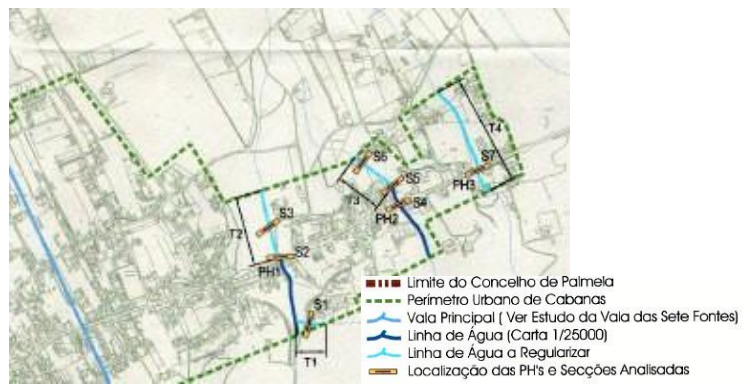 T4
S6
S7
S5
T3
PH3
S4
PH2
T2
S3
S2
PH1
S1
T1
Limite do Concelho de Palmela
Perímetro Urbano de Cabanas
Vala Principal ( Ver Estudo da Vala das Sete Fontes)
Linha de Água (Carta 1/25000)
Linha de Água a Regularizar
Localização das PH's e Secções Analisadas